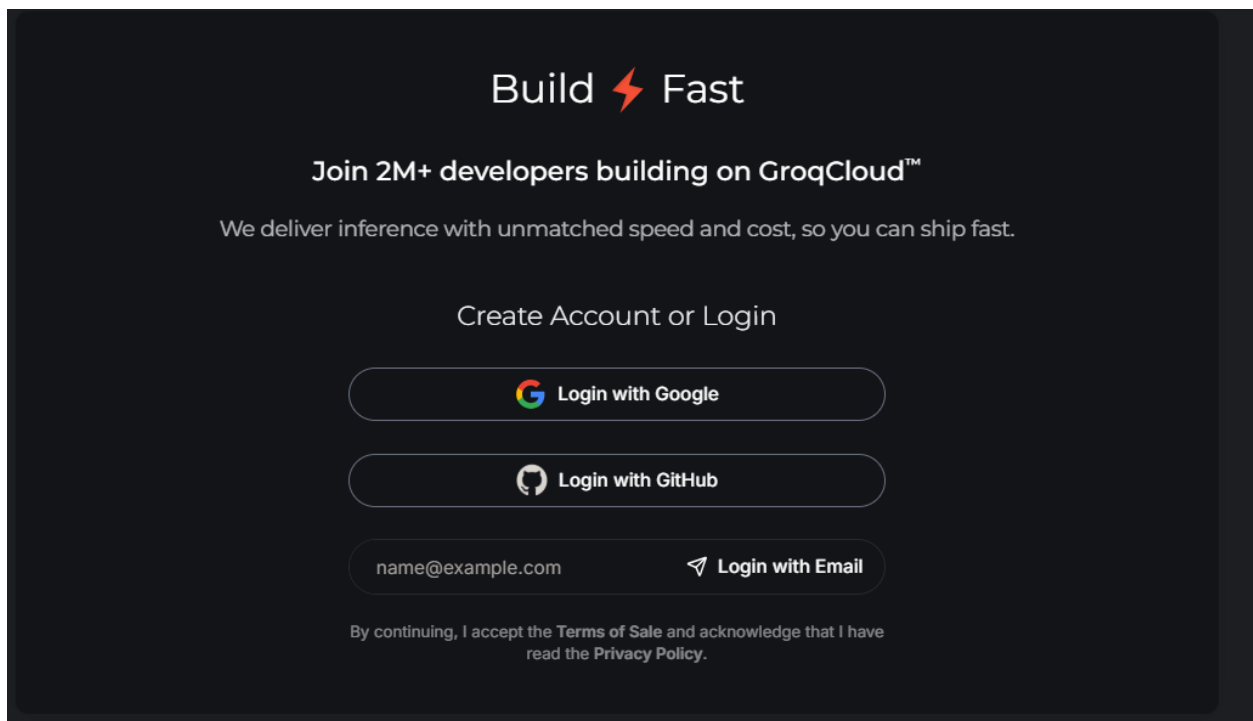 Build Fast
Join 2M+ developers building on GroqCloud™
We deliver inference with unmatched speed and cost, so you can ship fast.
Create Account or Login
Login with Google
Login with GitHub
name@example.com Login with Email
By continuing, I accept the Terms of Sale and acknowledge that I have
read the Privacy Policy.